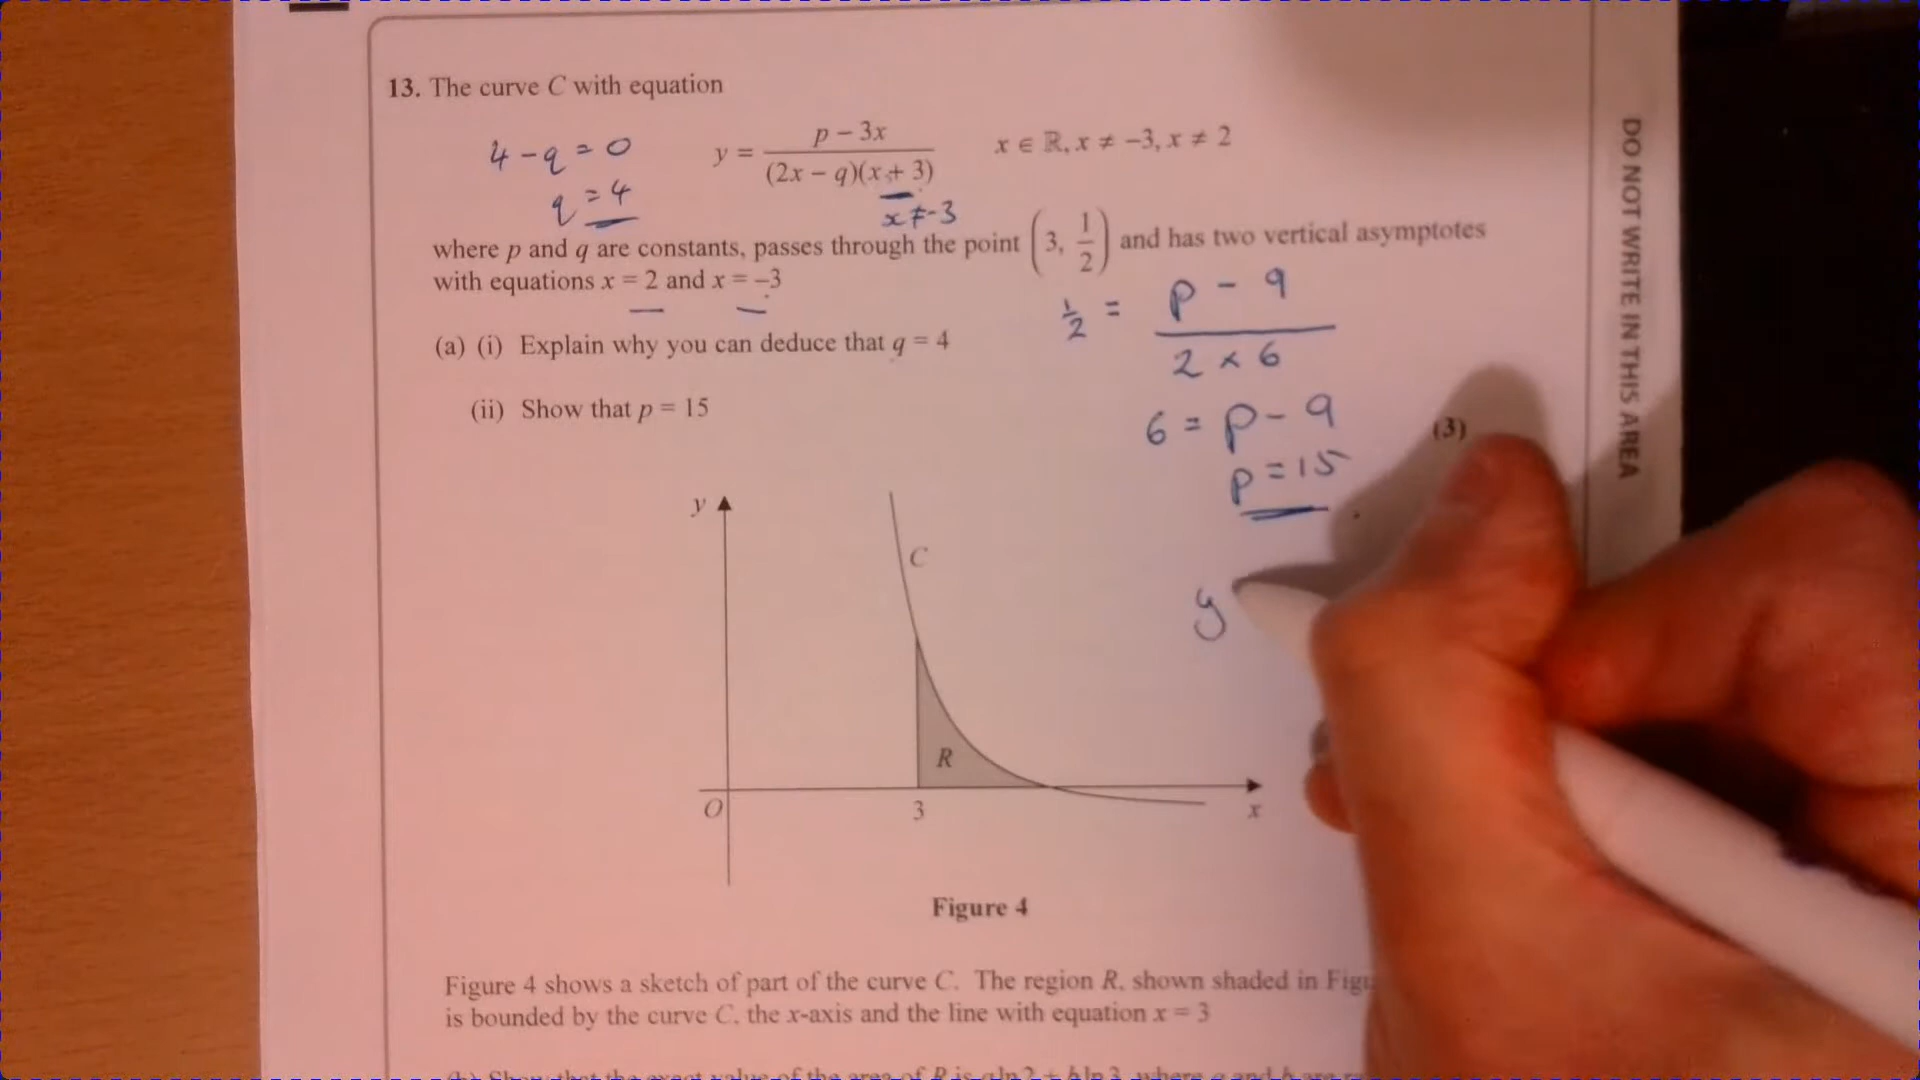 13. The curve C with equation
4 - q = 0
q = 4
y = \frac{p - 3x}{(2x - q)(x + 3)} x ∈ ℝ, x ≠ -3, x ≠ 2
x ≠ -3
where p and q are constants, passes through the point (3, \frac{1}{2}) and has two vertical asymptotes
with equations x = 2 and x = -3
\frac{1}{2} = \frac{p - 9}{2 × 6}
(a) (i) Explain why you can deduce that q = 4
(ii) Show that p = 15
6 = p - 9
(3)
p = 15
y
C
y
R
O
3
x
Figure 4
Figure 4 shows a sketch of part of the curve C. The region R, shown shaded in
is bounded by the curve C, the x-axis and the line with equation x = 3
DO NOT WRITE IN THIS AREA